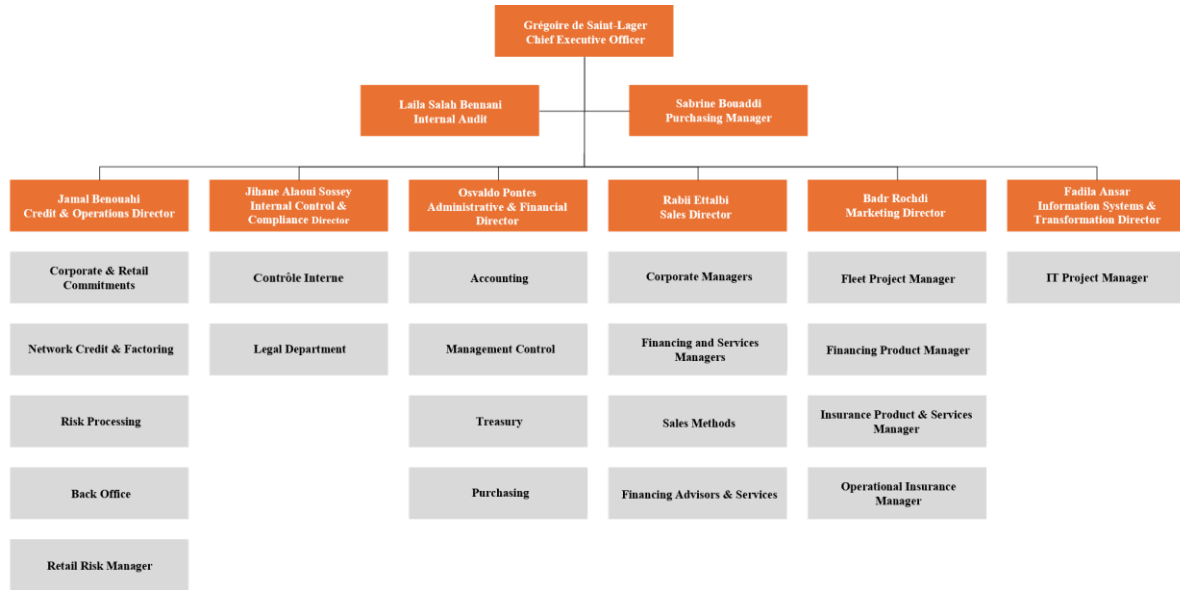 Grégoire de Saint-Lager
Chief Executive Officer
Laila Salah Bennani
Internal Audit
Sabrine Bouaddi
Purchasing Manager
Jamal Benouahi
Credit & Operations Director
Jihane Alaoui Sossey
Internal Control &
Compliance Director
Osvaldo Pontes
Administrative & Financial
Director
Rabii Ettalbi
Sales Director
Badr Rochdi
Marketing Director
Fadila Ansar
Information Systems &
Transformation Director
Corporate & Retail
Commitments
Contrôle Interne
Accounting
Corporate Managers
Fleet Project Manager
IT Project Manager
Network Credit & Factoring
Legal Department
Management Control
Financing and Services
Managers
Financing Product Manager
Risk Processing
Treasury
Sales Methods
Insurance Product & Services
Manager
Back Office
Purchasing
Financing Advisors & Services
Operational Insurance
Manager
Retail Risk Manager